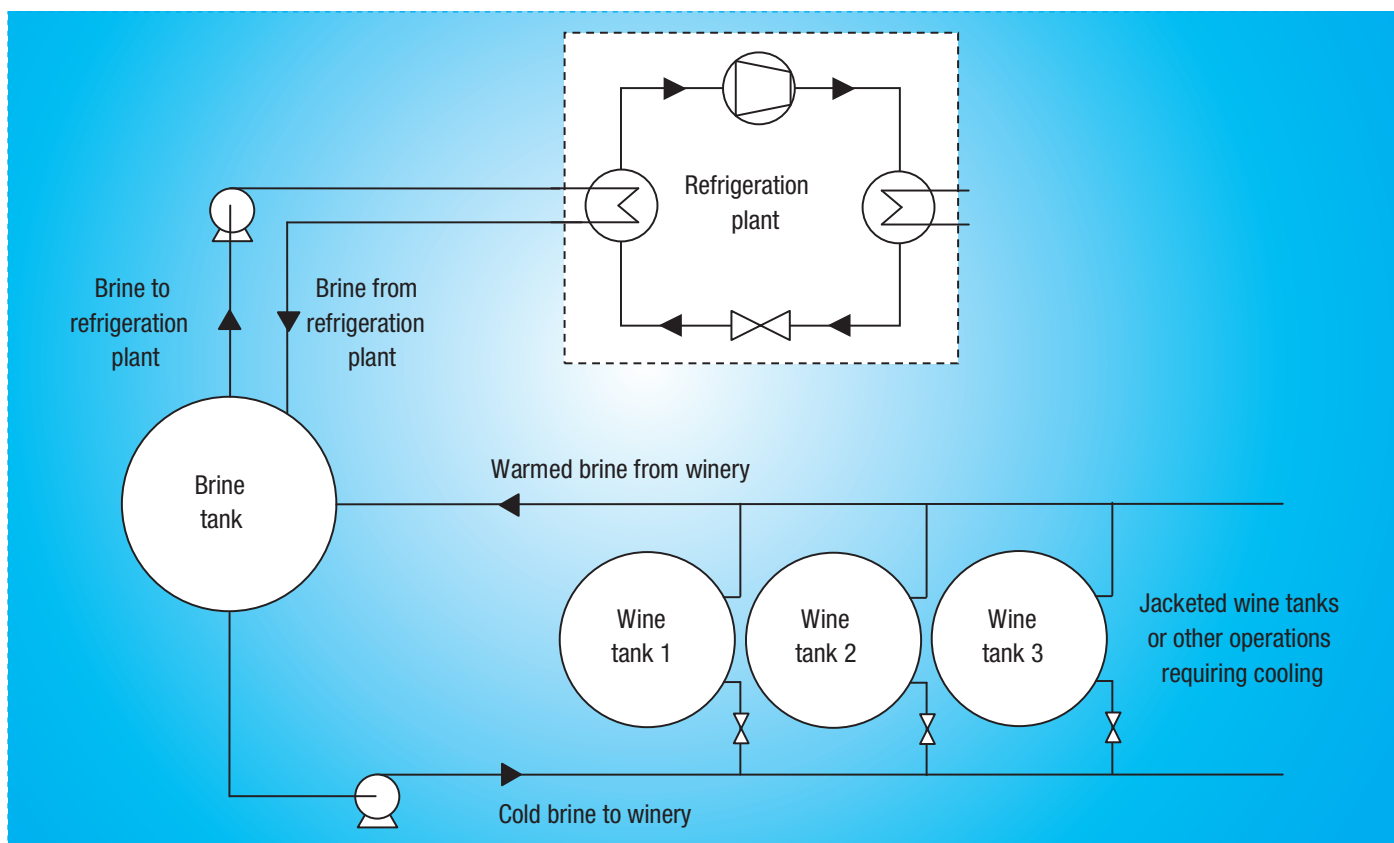 Refrigeration
plant
Brine to
refrigeration
plant
Brine from
refrigeration
plant
Brine
tank
Warmed brine from winery
Wine
tank 1
Wine
tank 2
Wine
tank 3
Jacketed wine tanks
or other operations
requiring cooling
Cold brine to winery